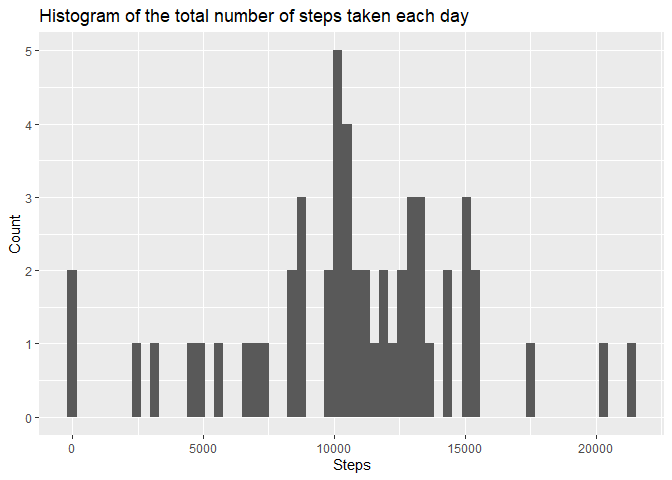 Histogram of the total number of steps taken each day
5
4
3
2
1
0
Count
0 5000 10000 15000 20000
Steps